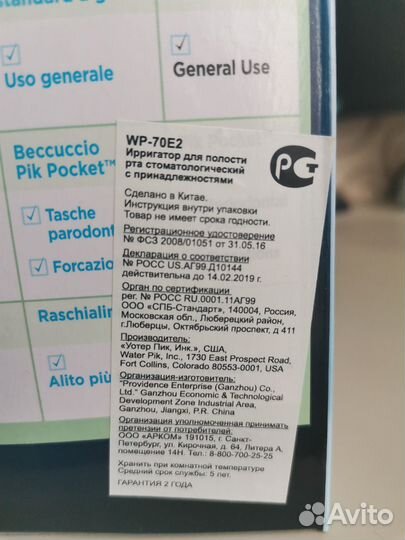 Uso generale
General Use
Beccuccio
Pik Pocket™
Tasche
parodont
Forcazio
Raschialin
Alito più
WP-70E2
Ирригатор для полости
рта стоматологический
с принадлежностями
РСТ
Сделано в Китае.
Инструкция внутри упаковки
Товар не имеет срока годности.
Регистрационное удостоверение
№ ФСЗ 2008/01051 от 31.05.16
Декларация о соответствии
№ РОСС US.АГ99.Д10144
действительна до 14.02.2019 г.
Орган по сертификации
рег. № РОСС RU.0001.11АГ99
ООО «СПБ-Стандарт», 140004, Россия,
Московская обл., Люберецкий район,
г.Люберцы, Октябрьский проспект, д 411
Производитель:
«Уотер Пик, Инк.», США,
Water Pik, Inc., 1730 East Prospect Road,
Fort Collins, Colorado 80553-0001, США
Организация-изготовитель:
"Providence Enterprise (Ganzhou) Co.,
Ltd." Ganzhou Economic & Technological
Development Zone Industrial Area,
Ganzhou, Jiangxi, P.R. China
Организация уполномоченная принимать
претензии от потребителей:
ООО «АРКОМ» 191015, г. Санкт-
Петербург, ул. Кирочная, д. 64, Литера А,
помещение 14Н. Тел.: 8-800-700-25-25
Хранить при комнатной температуре
Средний срок службы: 5 лет.
ГАРАНТИЯ 2 ГОДА
Avito